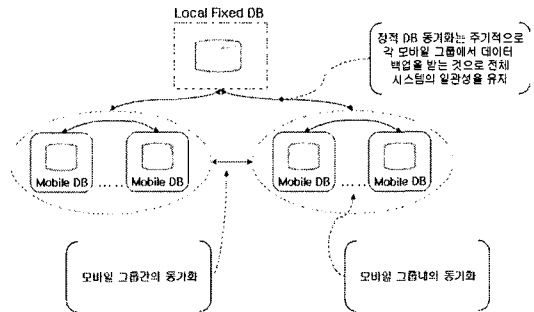 Local Fixed DB
정적 DB 동기화는 주기적으로
각 모바일 그룹에서 데이터
백업을 받는 것으로 전체
시스템의 일관성을 유지
Mobile DB ..... Mobile DB
Mobile DB ..... Mobile DB
모바일 그룹간의 동기화
모바일 그룹내의 동기화